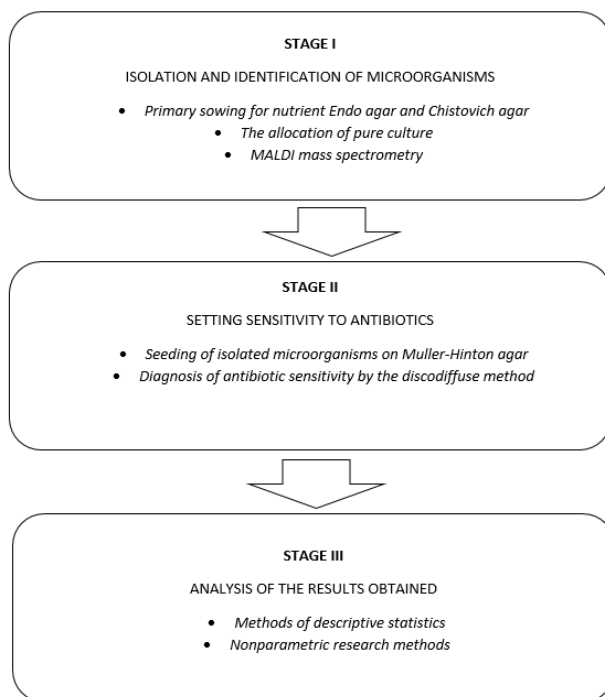 STAGE I
ISOLATION AND IDENTIFICATION OF MICROORGANISMS
• Primary sowing for nutrient Endo agar and Chistovich agar
• The allocation of pure culture
• MALDI mass spectrometry
STAGE II
SETTING SENSITIVITY TO ANTIBIOTICS
• Seeding of isolated microorganisms on Muller-Hinton agar
• Diagnosis of antibiotic sensitivity by the discodiffuse method
STAGE III
ANALYSIS OF THE RESULTS OBTAINED
• Methods of descriptive statistics
• Nonparametric research methods